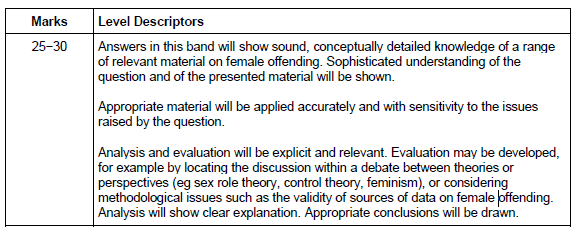 Marks Level Descriptors
25–30 Answers in this band will show sound, conceptually detailed knowledge of a range
of relevant material on female offending. Sophisticated understanding of the
question and of the presented material will be shown.
Appropriate material will be applied accurately and with sensitivity to the issues
raised by the question.
Analysis and evaluation will be explicit and relevant. Evaluation may be developed,
for example by locating the discussion within a debate between theories or
perspectives (eg sex role theory, control theory, feminism), or considering
methodological issues such as the validity of sources of data on female offending.
Analysis will show clear explanation. Appropriate conclusions will be drawn.